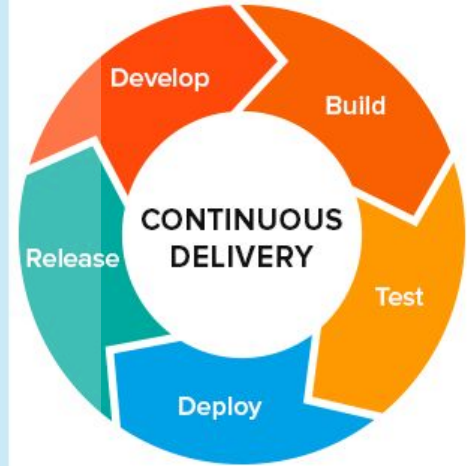 Develop
Build
CONTINUOUS
DELIVERY
Release
Test
Deploy